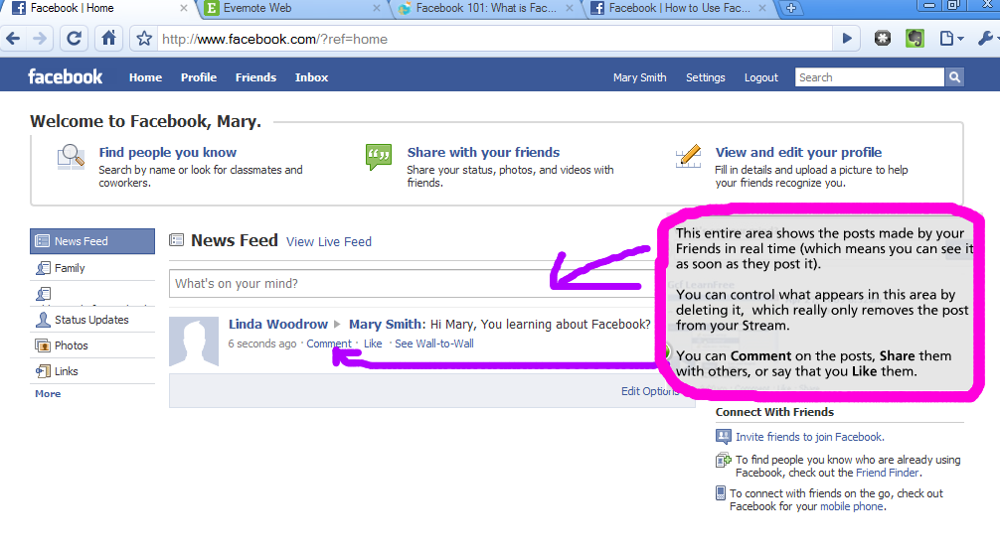 Facebook | Home
Evernote Web
Facebook 101: What is Fac...
Facebook | How to Use Fac...
http://www.facebook.com/?ref=home
facebook Home Profile Friends Inbox Mary Smith Settings Logout Search
Welcome to Facebook, Mary.
Find people you know
Search by name or look for classmates and
coworkers.
Share with your friends
Share your status, photos, and videos with
friends.
View and edit your profile
Fill in details and upload a picture to help
your friends recognize you.
News Feed
Family
Status Updates
Photos
Links
More
News Feed View Live Feed
What's on your mind?
Linda Woodrow Mary Smith: Hi Mary, You learning about Facebook?
6 seconds ago · Comment · Like · See Wall-to-Wall
Edit Options
This entire area shows the posts made by your
Friends in real time (which means you can see it
as soon as they post it).
You can control what appears in this area by
deleting it, which really only removes the post
from your Stream.
You can Comment on the posts, Share them
with others, or say that you Like them.
Connect With Friends
Invite friends to join Facebook.
To find people you know who are already using
Facebook, check out the Friend Finder.
To connect with friends on the go, check out
Facebook for your mobile phone.